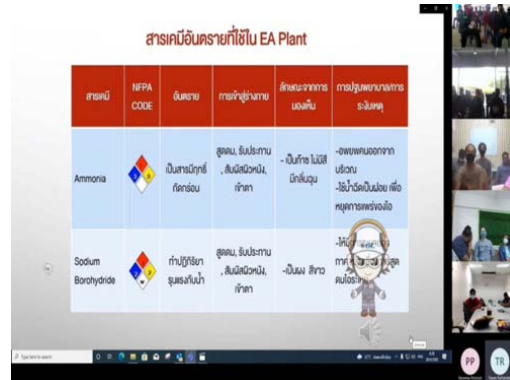 สารเคมีอันตรายที่ใช้ใน EA Plant
สารเคมี
NFPA
CODE
อันตราย
การเข้าสู่ร่างกาย
ลักษณะจากการ
มองเห็น
การปฐมพยาบาล/การ
ระงับเหตุ
Ammonia
เป็นสารมีฤทธิ์
กัดกร่อน
สูดดม, รับประทาน
, สัมผัสผิวหนัง,
เข้าตา
- เป็นก๊าซ ไม่มีสี
มีกลิ่นฉุน
-อพยพคนออกจาก
บริเวณ
-ใช้น้ำฉีดเป็นฝอย เพื่อ
หยุดการแพร่ของไอ
Sodium
Borohydride
ทำปฏิกิริยา
รุนแรงกับน้ำ
สูดดม, รับประทาน
, สัมผัสผิวหนัง,
เข้าตา
-เป็นผง สีขาว
Type here to search
PP
TR